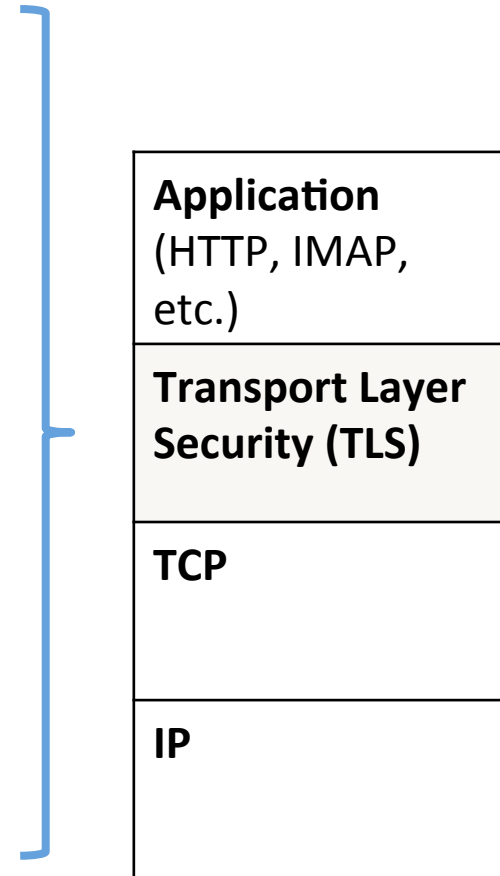 Application
(HTTP, IMAP,
etc.)
Transport Layer
Security (TLS)
TCP
IP